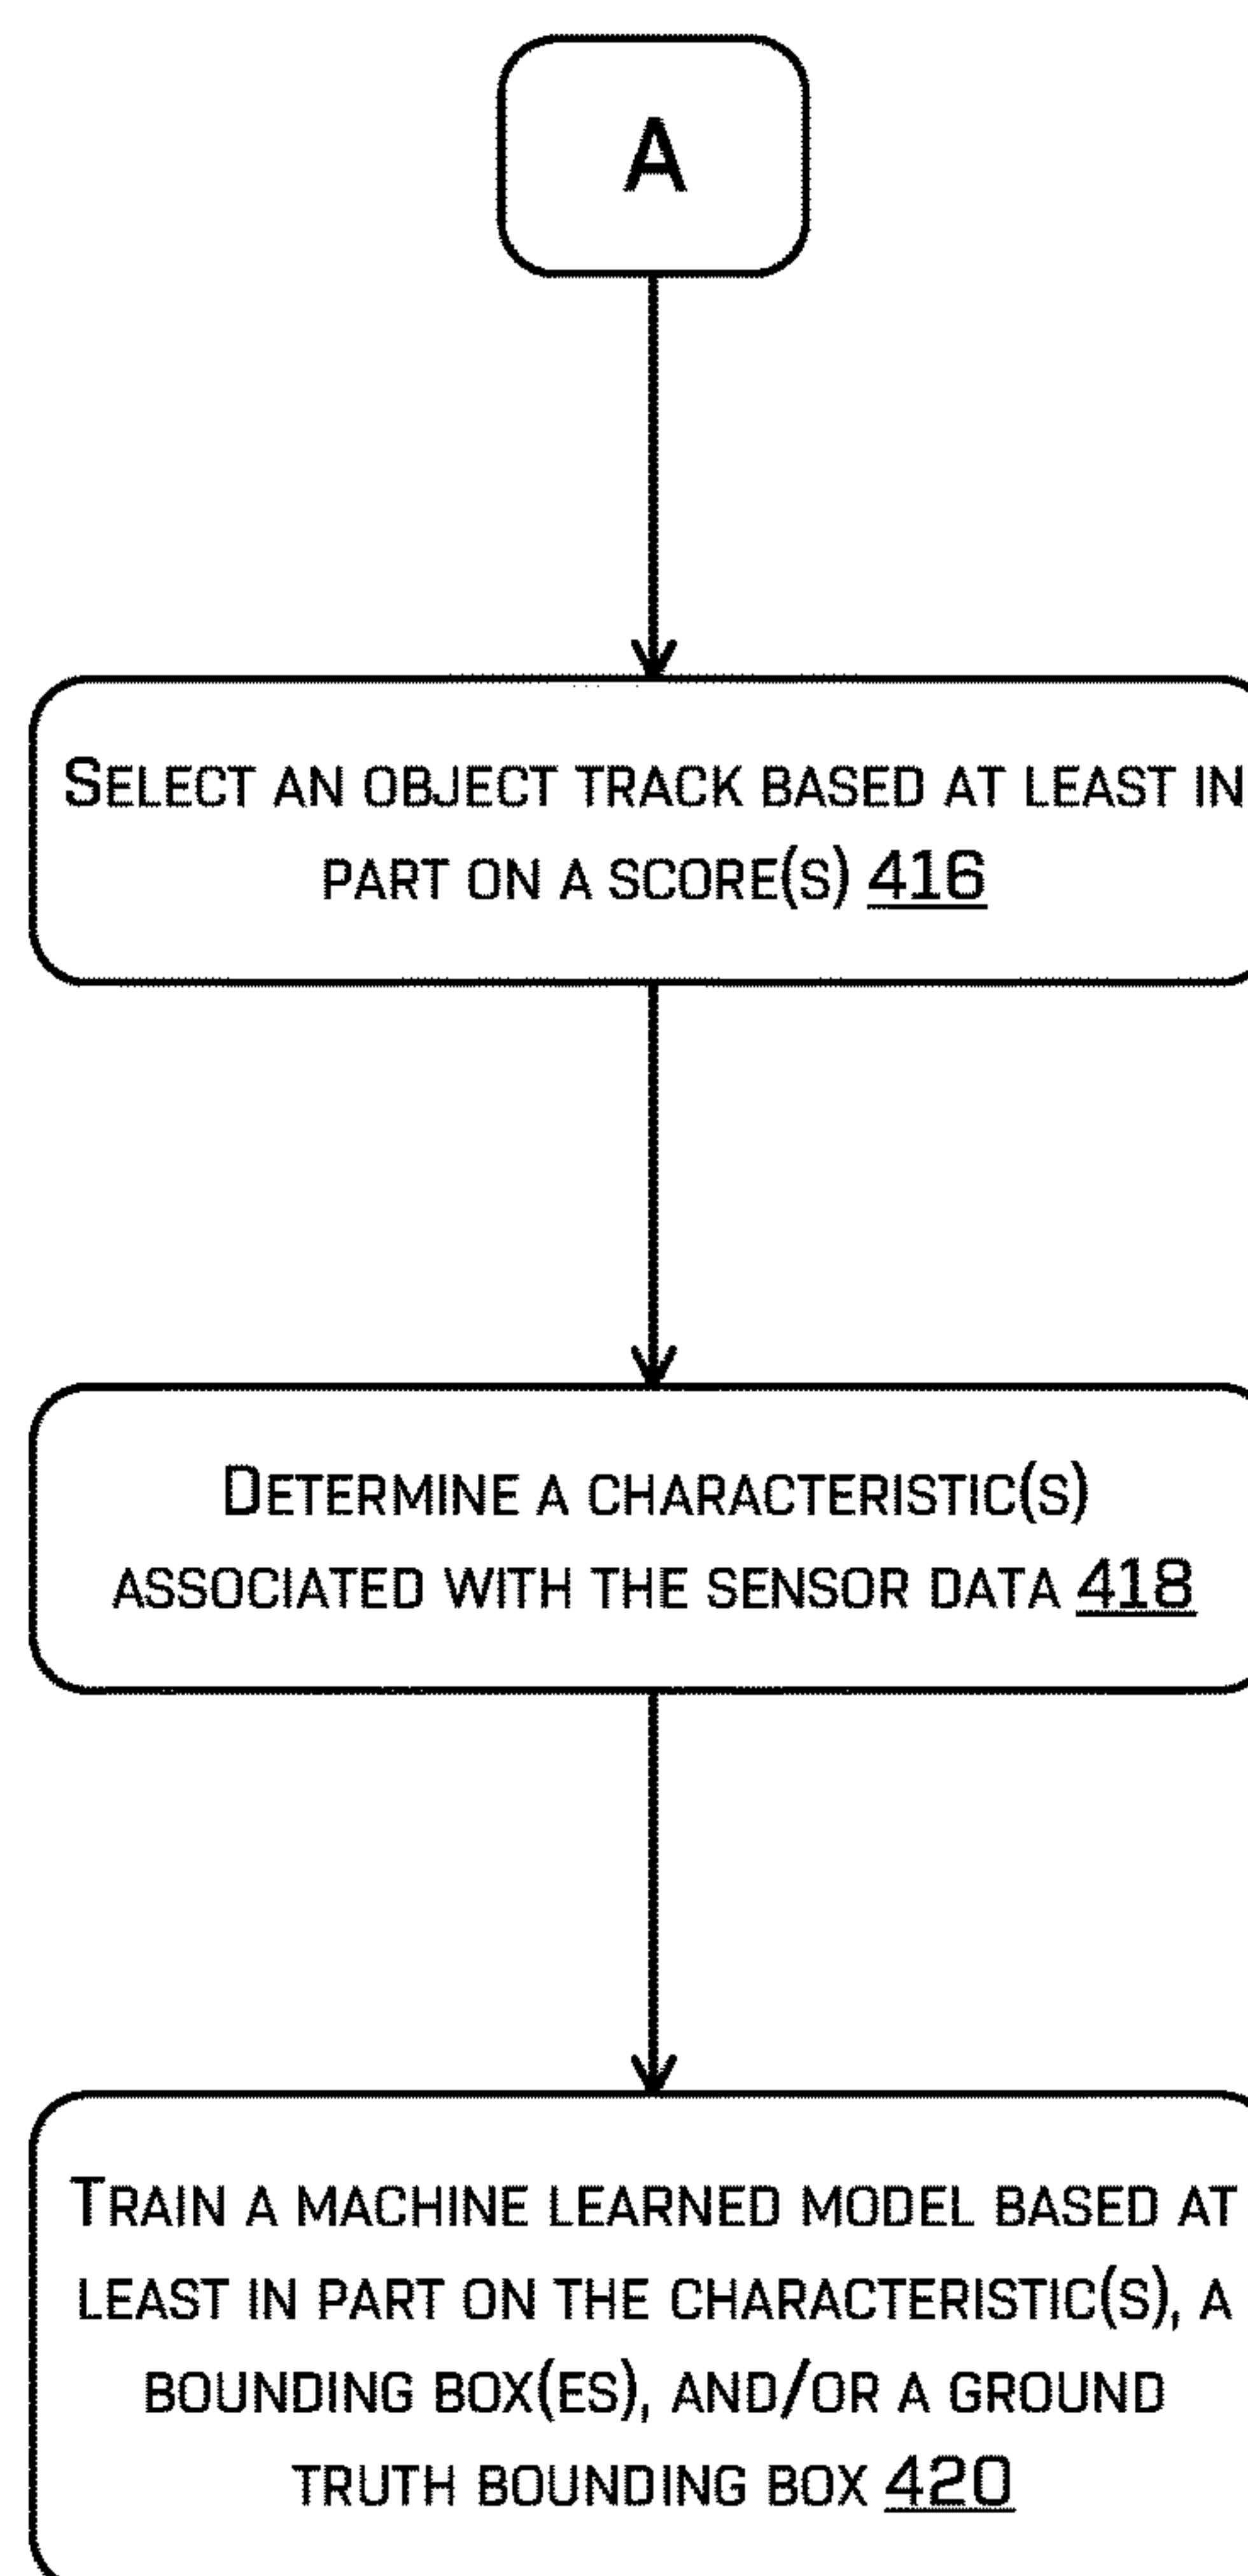 A
SELECT AN OBJECT TRACK BASED AT LEAST IN
PART ON A SCORE(S) 416
DETERMINE A CHARACTERISTIC(S)
ASSOCIATED WITH THE SENSOR DATA 418
TRAIN A MACHINE LEARNED MODEL BASED AT
LEAST IN PART ON THE CHARACTERISTIC(S), A
BOUNDING BOX(ES), AND/OR A GROUND
TRUTH BOUNDING BOX 420